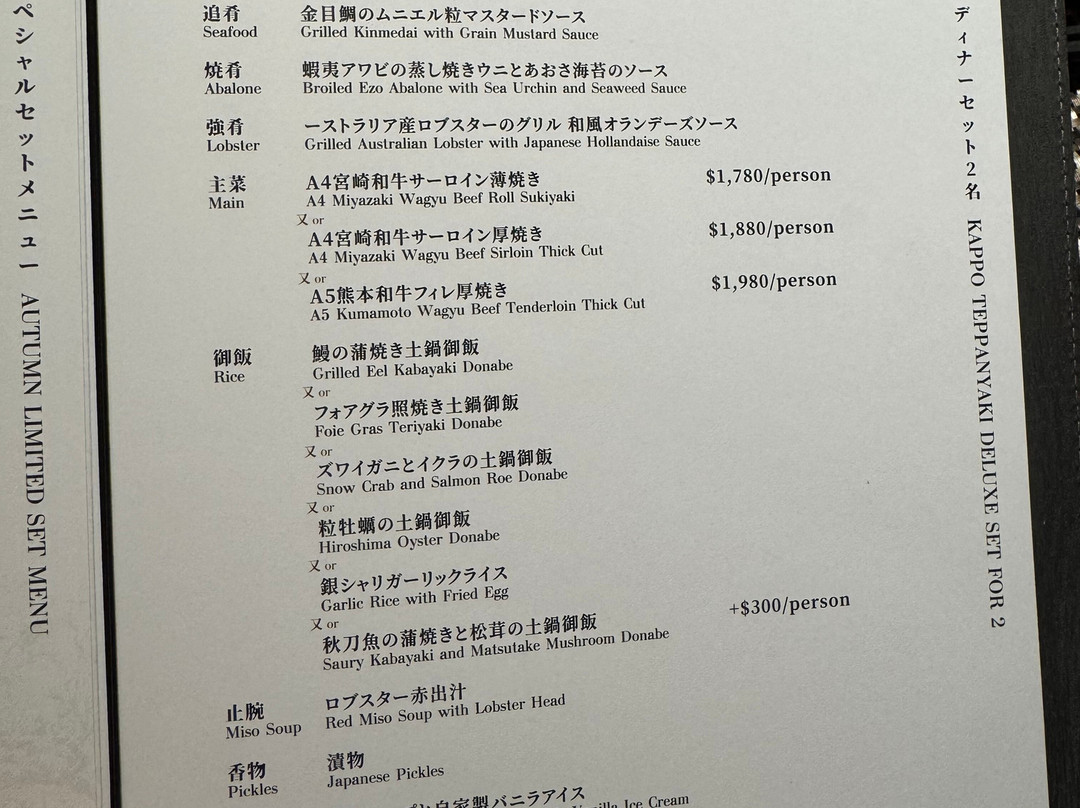 ペシャルセットメニュー AUTUMN LIMITED SET MENU
追肴 金目鯛のムニエル粒マスタードソース
Seafood Grilled Kinmedai with Grain Mustard Sauce
焼肴 蝦夷アワビの蒸し焼きウニとあおさ海苔のソース
Abalone Broiled Ezo Abalone with Sea Urchin and Seaweed Sauce
強肴 ーストラリア産ロブスターのグリル 和風オランデーズソース
Lobster Grilled Australian Lobster with Japanese Hollandaise Sauce
主菜 A4宮崎和牛サーロイン薄焼き $1,780/person
Main A4 Miyazaki Wagyu Beef Roll Sukiyaki
又 or
A4宮崎和牛サーロイン厚焼き $1,880/person
A4 Miyazaki Wagyu Beef Sirloin Thick Cut
又 or
A5熊本和牛フィレ厚焼き $1,980/person
A5 Kumamoto Wagyu Beef Tenderloin Thick Cut
御飯 鰻の蒲焼き土鍋御飯
Rice Grilled Eel Kabayaki Donabe
又 or
フォアグラ照焼き土鍋御飯
Foie Gras Teriyaki Donabe
又 or
ズワイガニとイクラの土鍋御飯
Snow Crab and Salmon Roe Donabe
又 or
粒牡蠣の土鍋御飯
Hiroshima Oyster Donabe
又 or
銀シャリガーリックライス
Garlic Rice with Fried Egg
又 or
秋刀魚の蒲焼きと松茸の土鍋御飯 +$300/person
Saury Kabayaki and Matsutake Mushroom Donabe
止腕 ロブスター赤出汁
Miso Soup Red Miso Soup with Lobster Head
香物 漬物
Pickles Japanese Pickles
自家製バニラアイス
Vanilla Ice Cream
ディナーセット2名 KAPPO TEPPANYAKI DELUXE SET FOR 2